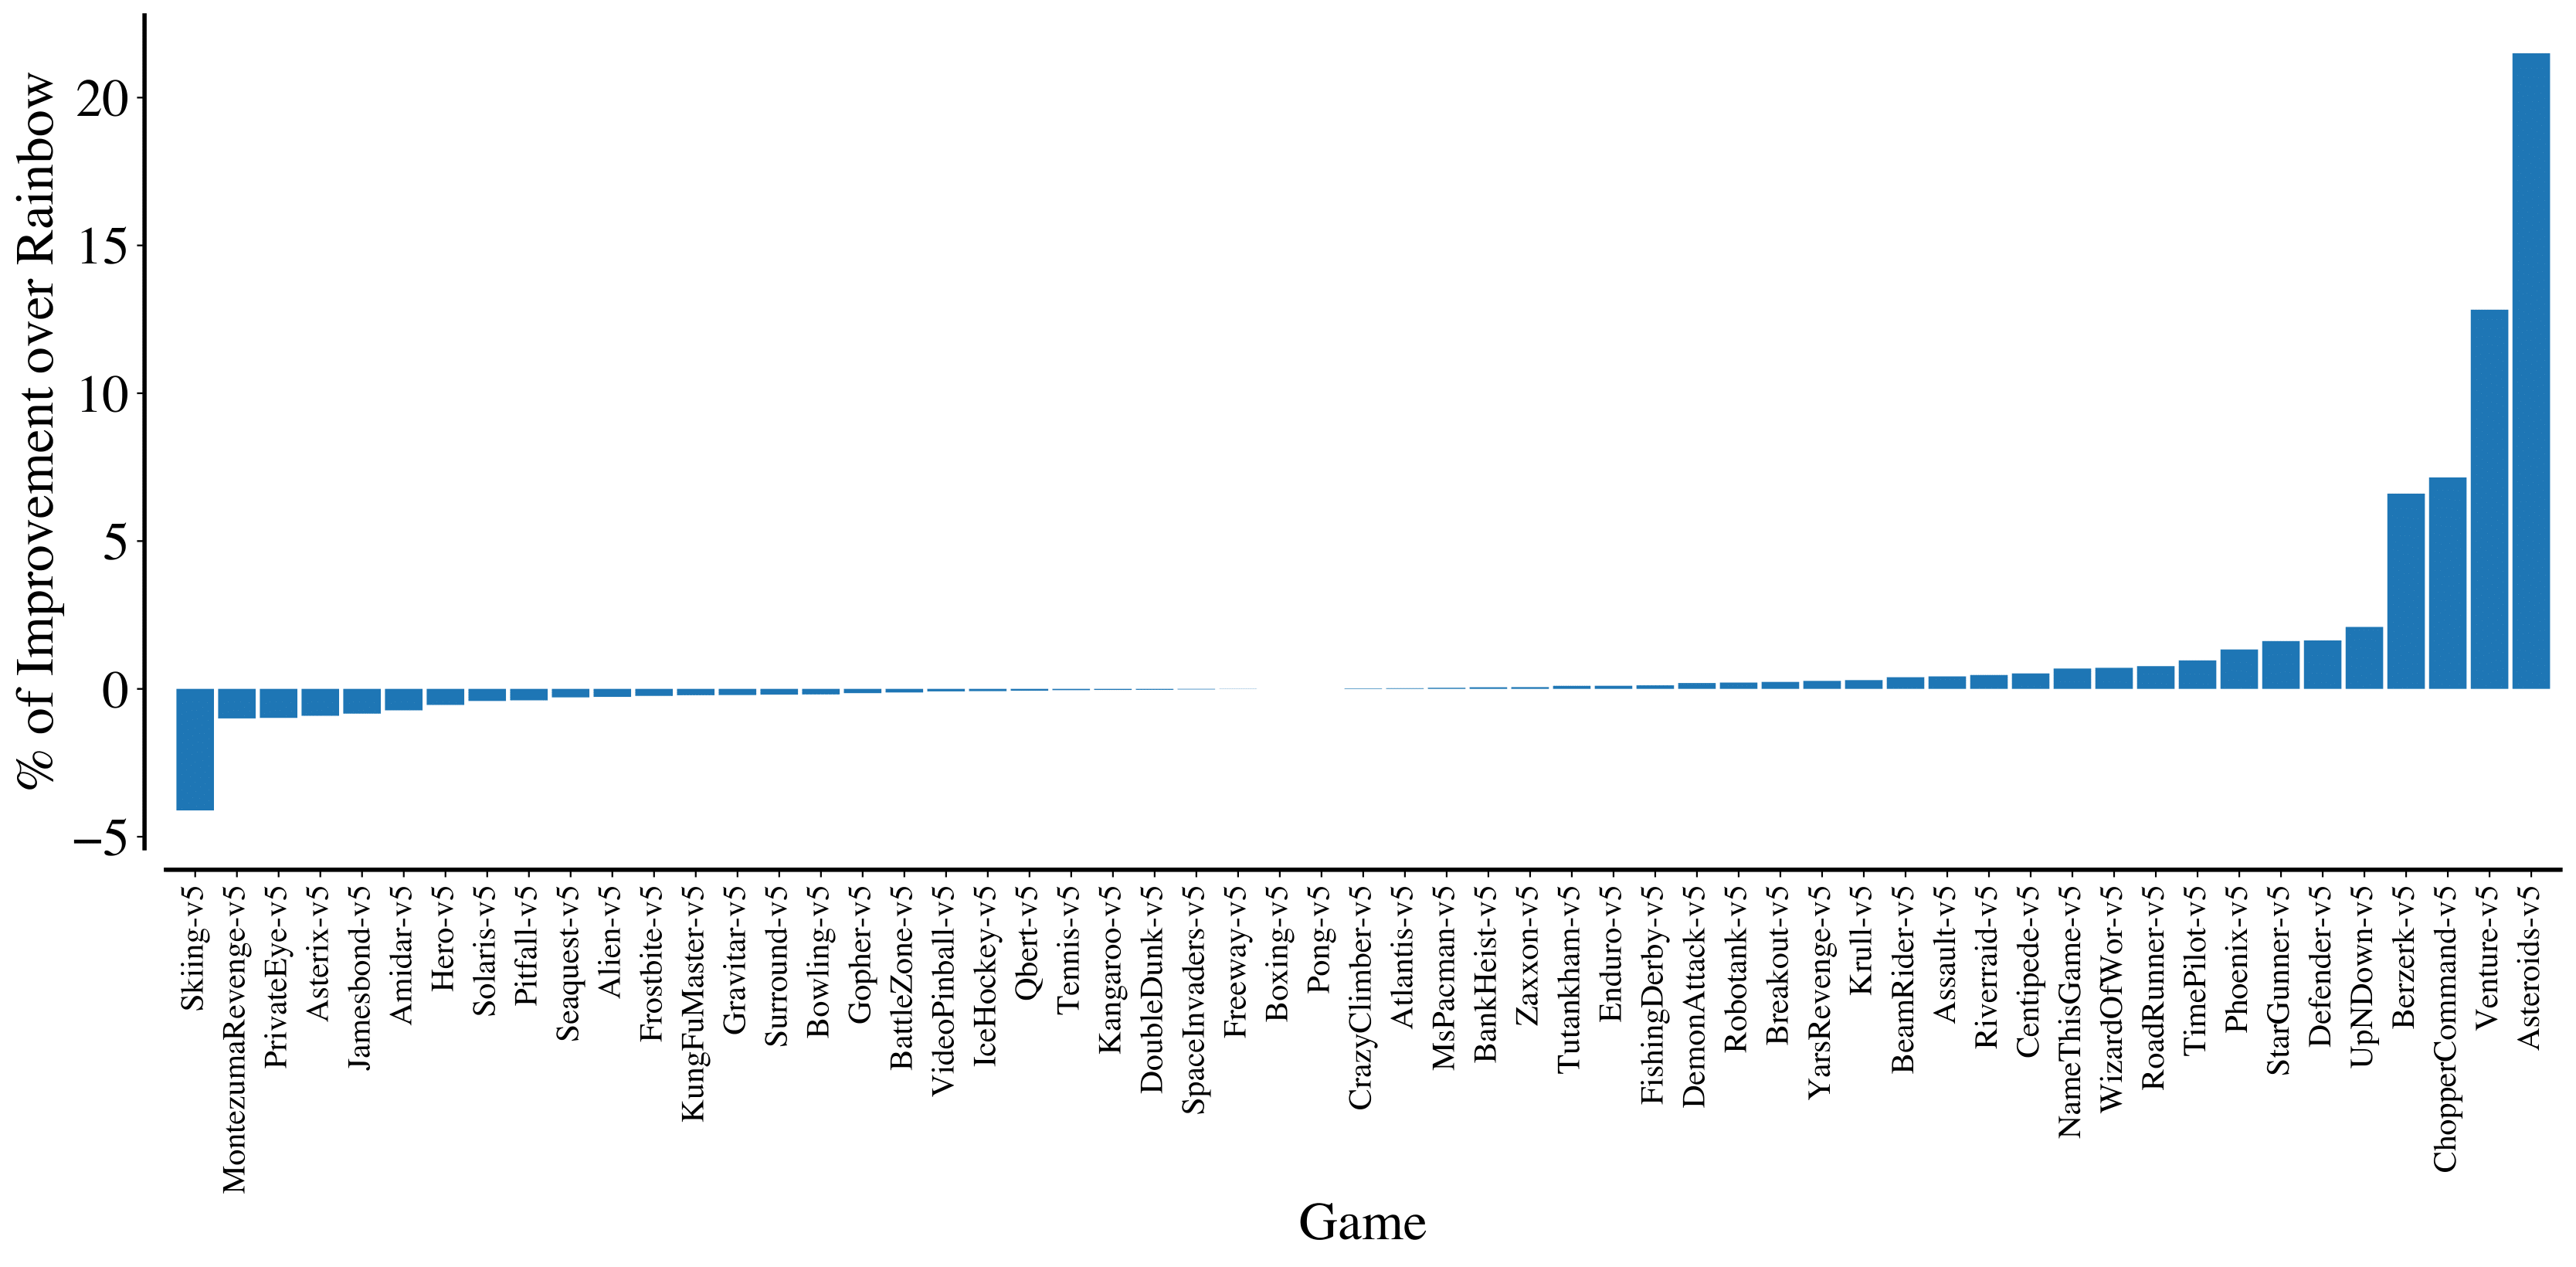 % of Improvement over Rainbow
20
15
10
5
0
−5
Skiing-v5
MontezumaRevenge-v5
PrivateEye-v5
Asterix-v5
Jamesbond-v5
Amidar-v5
Hero-v5
Solaris-v5
Pitfall-v5
Seaquest-v5
Alien-v5
Frostbite-v5
KungFuMaster-v5
Gravitar-v5
Surround-v5
Bowling-v5
Gopher-v5
BattleZone-v5
VideoPinball-v5
IceHockey-v5
Qbert-v5
Tennis-v5
Kangaroo-v5
DoubleDunk-v5
SpaceInvaders-v5
Freeway-v5
Boxing-v5
Pong-v5
CrazyClimber-v5
Atlantis-v5
MsPacman-v5
BankHeist-v5
Zaxxon-v5
Tutankham-v5
Enduro-v5
FishingDerby-v5
DemonAttack-v5
Robotank-v5
Breakout-v5
YarsRevenge-v5
Krull-v5
BeamRider-v5
Assault-v5
Riverraid-v5
Centipede-v5
NameThisGame-v5
WizardOfWor-v5
RoadRunner-v5
TimePilot-v5
Phoenix-v5
StarGunner-v5
Defender-v5
UpNDown-v5
Berzerk-v5
ChopperCommand-v5
Venture-v5
Asteroids-v5
Game